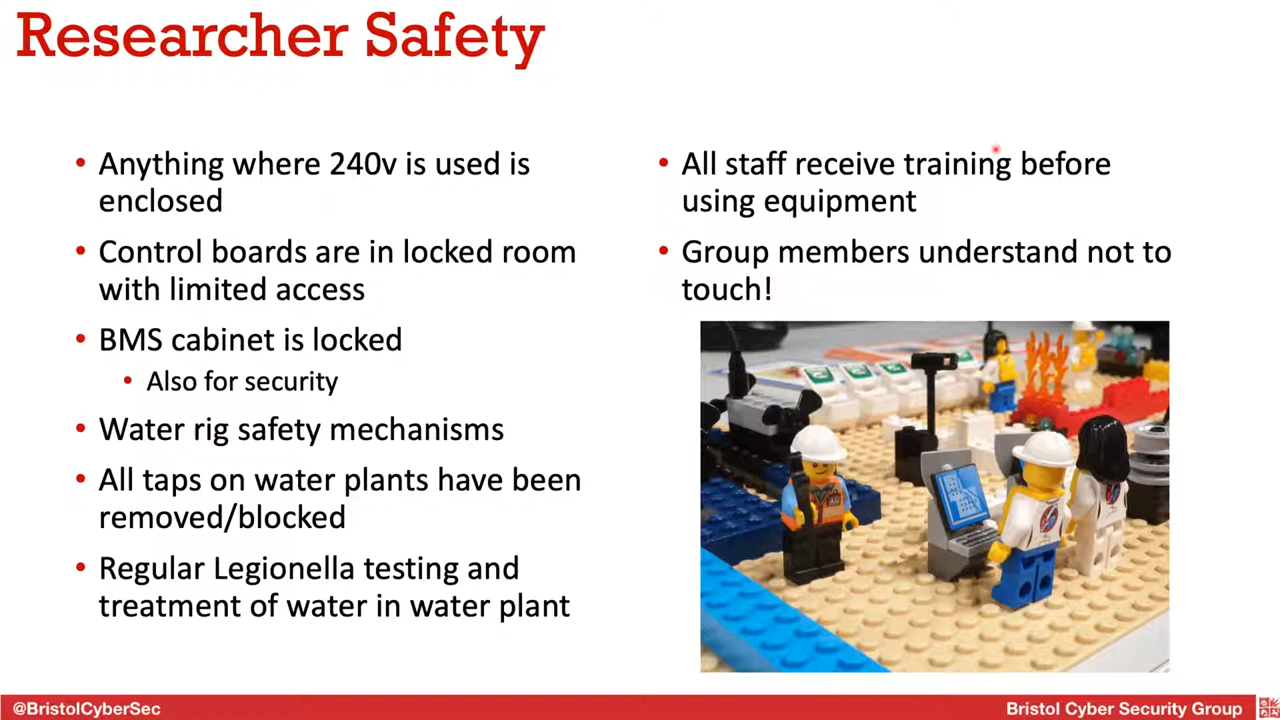 Researcher Safety
• Anything where 240v is used is
enclosed
• Control boards are in locked room
with limited access
• BMS cabinet is locked
• Also for security
• Water rig safety mechanisms
• All taps on water plants have been
removed/blocked
• Regular Legionella testing and
treatment of water in water plant
• All staff receive training before
using equipment
• Group members understand not to
touch!
@BristolCyberSec
Bristol Cyber Security Group